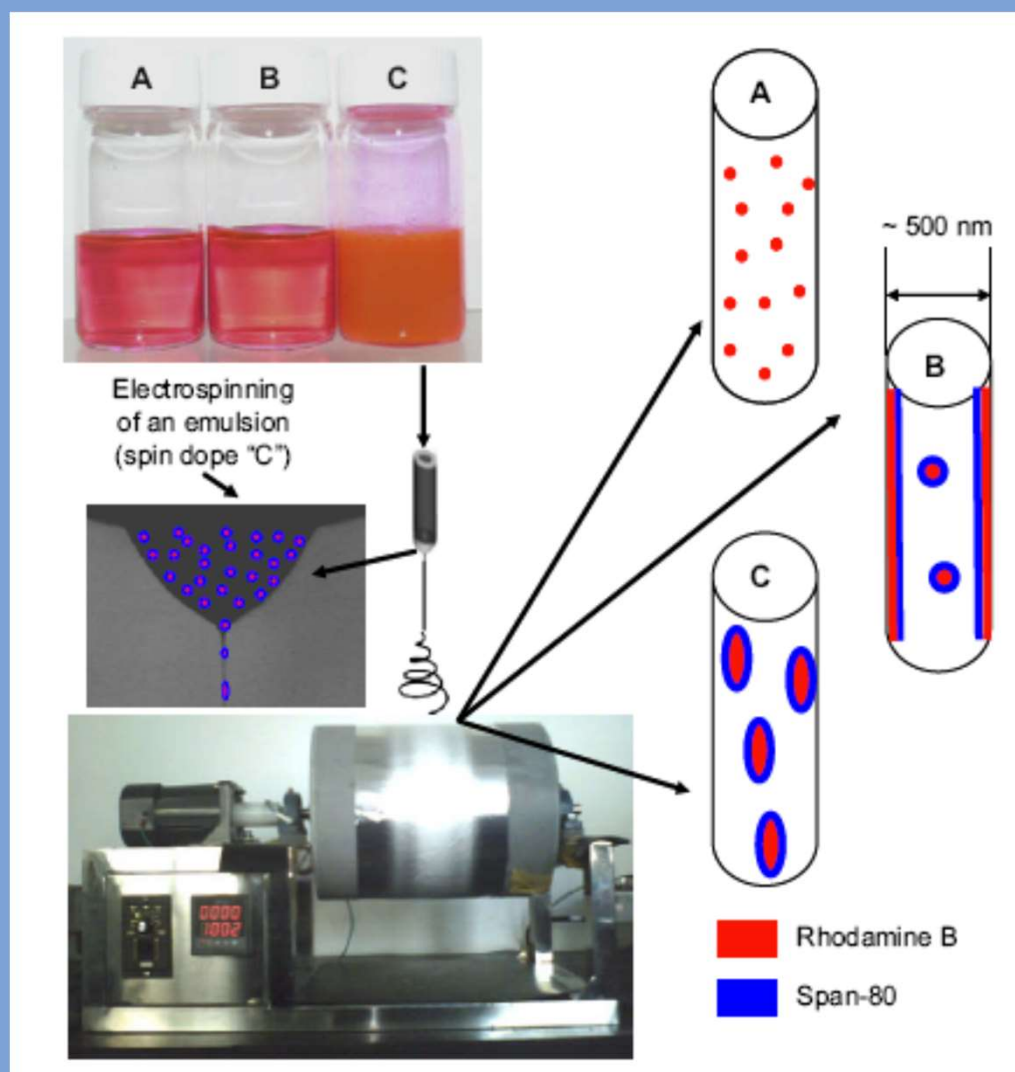 A B C
Electrospinning
of an emulsion
(spin dope “C”)
0000
1002
A
~ 500 nm
B
C
Rhodamine B
Span-80